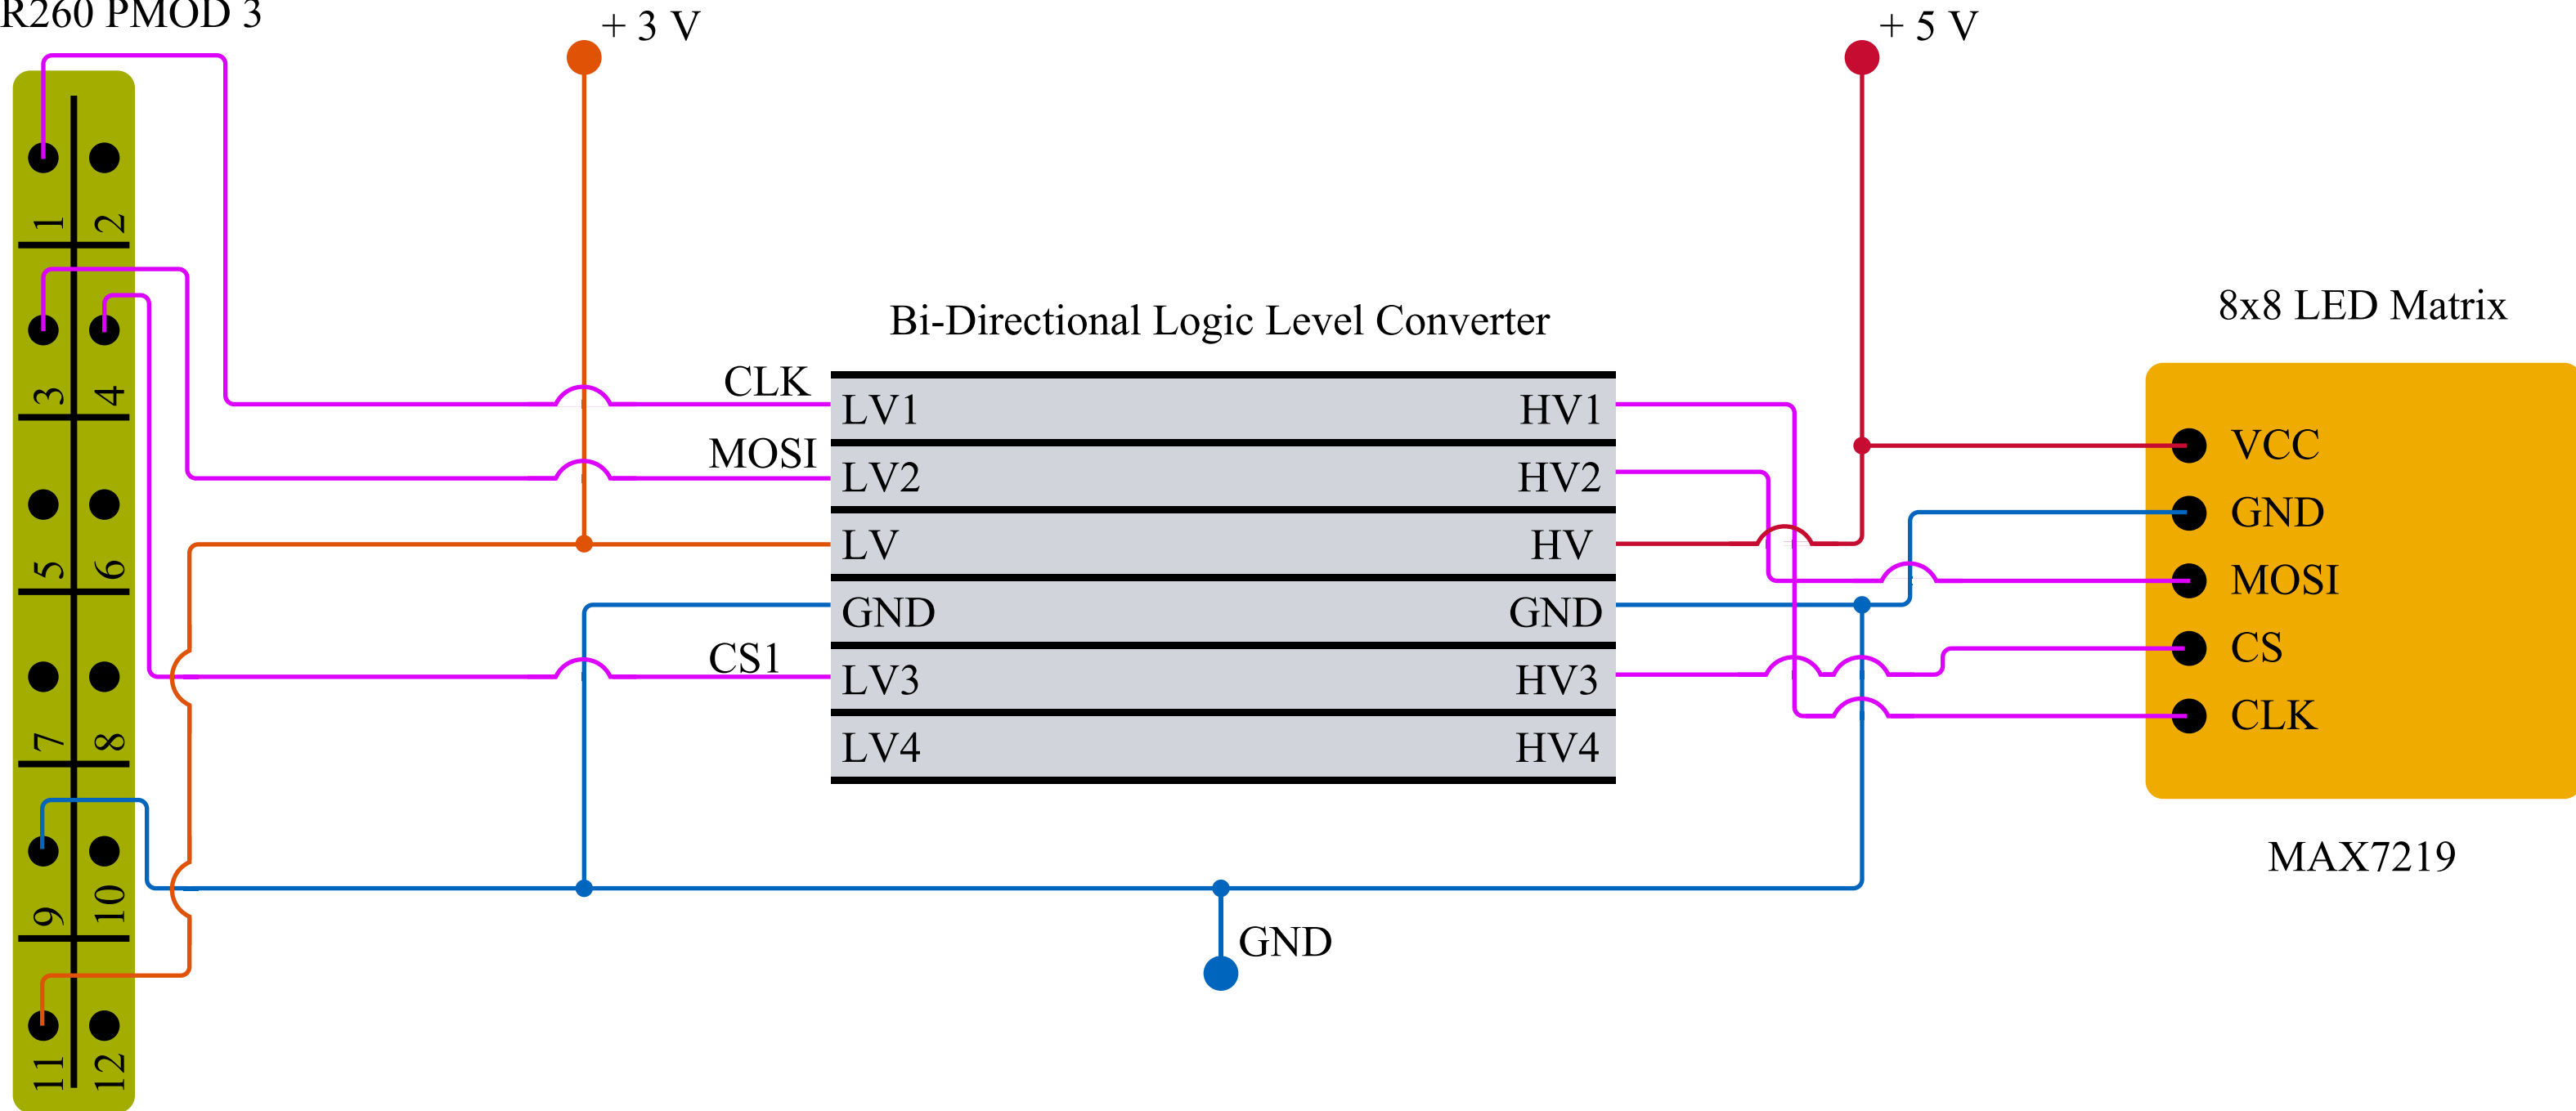 R260 PMOD 3
+ 3 V
+ 5 V
1 2
3 4
5 6
7 8
9 10
11 12
Bi-Directional Logic Level Converter
CLK
MOSI
CS1
LV1 HV1
LV2 HV2
LV HV
GND GND
LV3 HV3
LV4 HV4
GND
8x8 LED Matrix
VCC
GND
MOSI
CS
CLK
MAX7219